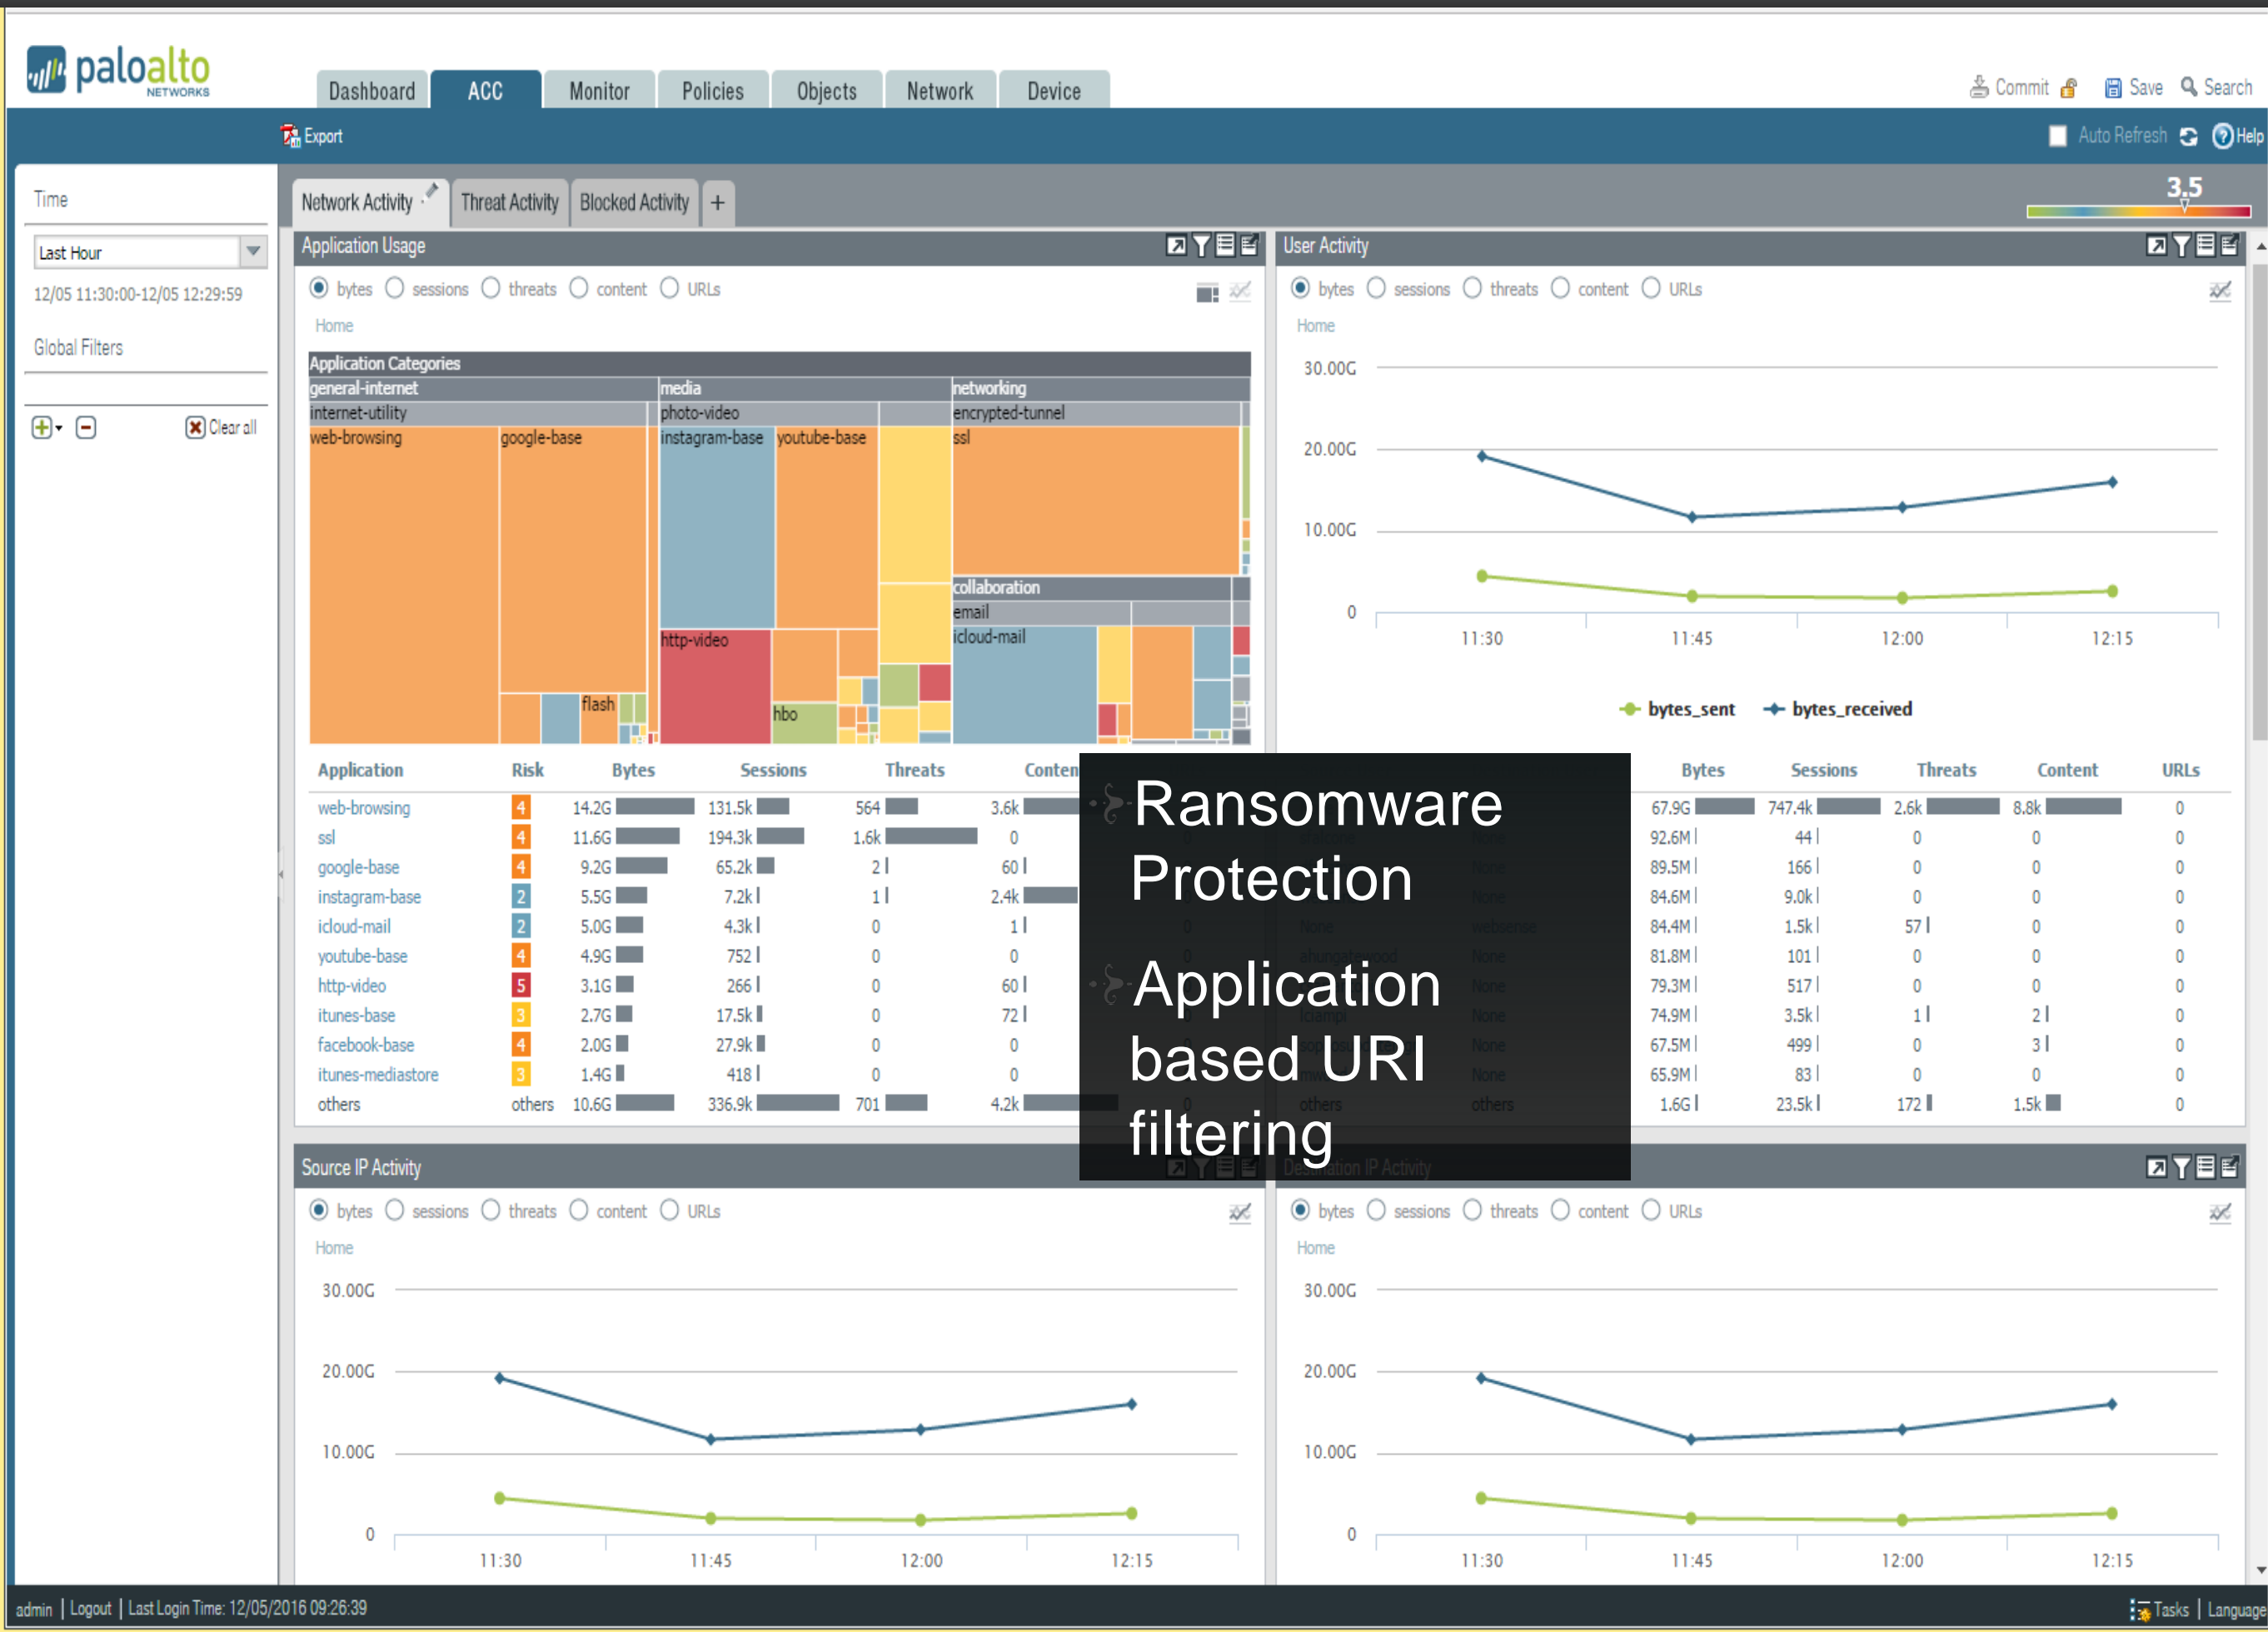 paloalto
NETWORKS
Dashboard ACC Monitor Policies Objects Network Device
Commit Save Search
Export
Auto Refresh Help
Time
Last Hour
12/05 11:30:00-12/05 12:29:59
Global Filters
Clear all
Network Activity Threat Activity Blocked Activity +
3.5
Application Usage
bytes sessions threats content URLs
Home
Application Categories
general-internet media networking
internet-utility photo-video encrypted-tunnel
web-browsing google-base instagram-base youtube-base ssl
collaboration
email
http-video icloud-mail
flash hbo
Application Risk Bytes Sessions Threats Conten
web-browsing 4 14.2G 131.5k 564 3.6k
ssl 4 11.6G 194.3k 1.6k 0
google-base 4 9.2G 65.2k 2 60
instagram-base 2 5.5G 7.2k 1 2.4k
icloud-mail 2 5.0G 4.3k 0 1
youtube-base 4 4.9G 752 0 0
http-video 5 3.1G 266 0 60
itunes-base 3 2.7G 17.5k 0 72
facebook-base 4 2.0G 27.9k 0 0
itunes-mediastore 3 1.4G 418 0 0
others others 10.6G 336.9k 701 4.2k
User Activity
bytes sessions threats content URLs
Home
30.00G
20.00G
10.00G
0
11:30 11:45 12:00 12:15
bytes_sent bytes_received
Bytes Sessions Threats Content URLs
67.9G 747.4k 2.6k 8.8k 0
None 92.6M 44 0 0 0
None 89.5M 166 0 0 0
None 84.6M 9.0k 0 0 0
None websense 84.4M 1.5k 57 0 0
None 81.8M 101 0 0 0
None 79.3M 517 0 0 0
None 74.9M 3.5k 1 2 0
None 67.5M 499 0 3 0
None 65.9M 83 0 0 0
others others 1.6G 23.5k 172 1.5k 0
Ransomware
Protection
Application
based URI
filtering
Source IP Activity
bytes sessions threats content URLs
Home
30.00G
20.00G
10.00G
0
11:30 11:45 12:00 12:15
Destination IP Activity
bytes sessions threats content URLs
Home
30.00G
20.00G
10.00G
0
11:30 11:45 12:00 12:15
admin | Logout | Last Login Time: 12/05/2016 09:26:39
Tasks | Language